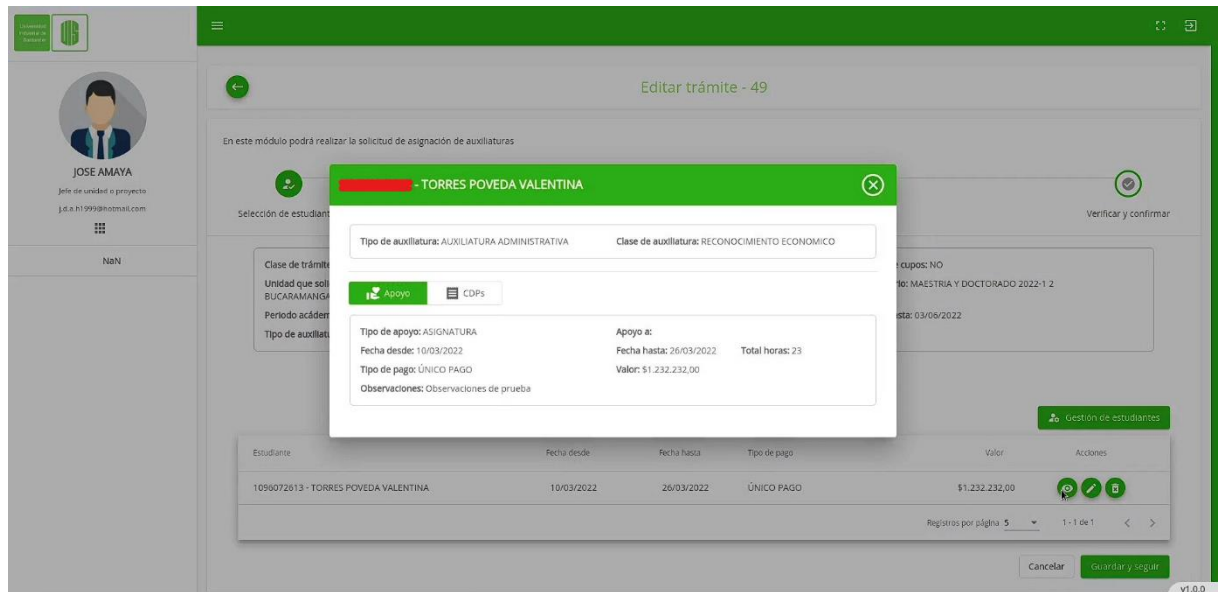 Universidad
Industrial de
Santander
UIS
JOSE AMAYA
Jefe de unidad o proyecto
j.d.a.h1999@hotmail.com
NaN
Editar trámite - 49
En este módulo podrá realizar la solicitud de asignación de auxiliaturas
Selección de estudiant
Verificar y confirmar
Clase de trámite
Unidad que soli
BUCARAMANGA
Periodo académ
Tipo de auxiliatu
cupos: NO
io: MAESTRIA Y DOCTORADO 2022-1 2
sta: 03/06/2022
- TORRES POVEDA VALENTINA
Tipo de auxiliatura: AUXILIATURA ADMINISTRATIVA Clase de auxiliatura: RECONOCIMIENTO ECONOMICO
Apoyo CDPs
Tipo de apoyo: ASIGNATURA Apoyo a:
Fecha desde: 10/03/2022 Fecha hasta: 26/03/2022 Total horas: 23
Tipo de pago: ÚNICO PAGO Valor: $1.232.232,00
Observaciones: Observaciones de prueba
Gestión de estudiantes
Estudiante Fecha desde Fecha hasta Tipo de pago Valor Acciones
1096072613 - TORRES POVEDA VALENTINA 10/03/2022 26/03/2022 ÚNICO PAGO $1.232.232,00
Registros por página 5 1 - 1 de 1
Cancelar Guardar y seguir
v1.0.0